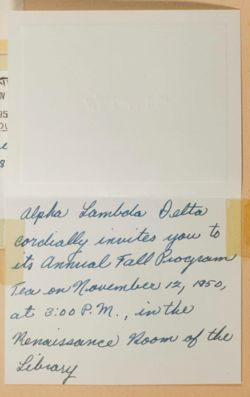 Alpha Lambda Delta
cordially invites you to
its Annual Fall Program
Tea on November 12, 1950,
at 3:00 P.M., in the
Renaissance Room of the
Library